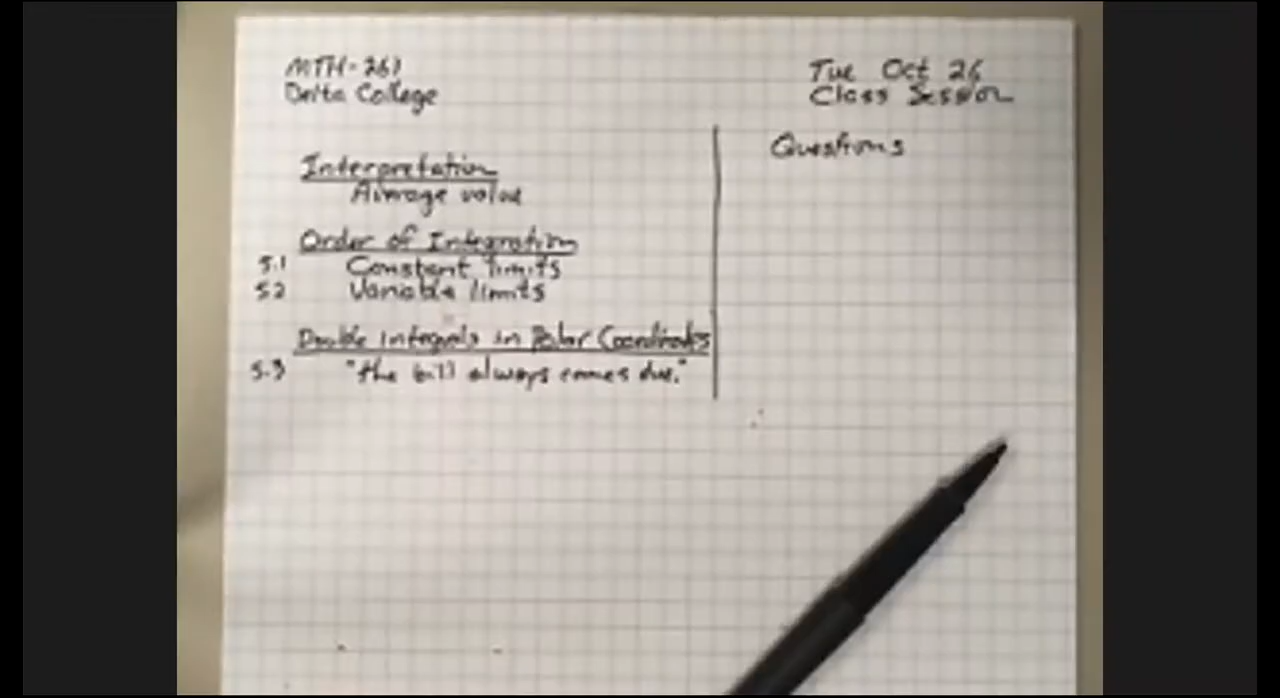 MTH-261
Delta College
Tue Oct 26
Class Session
Interpretation
Average value
Order of Integration
5.1 Constant limits
5.2 Variable limits
Double Integrals in Polar Coordinates
5.3 "the bill always comes due."
Questions